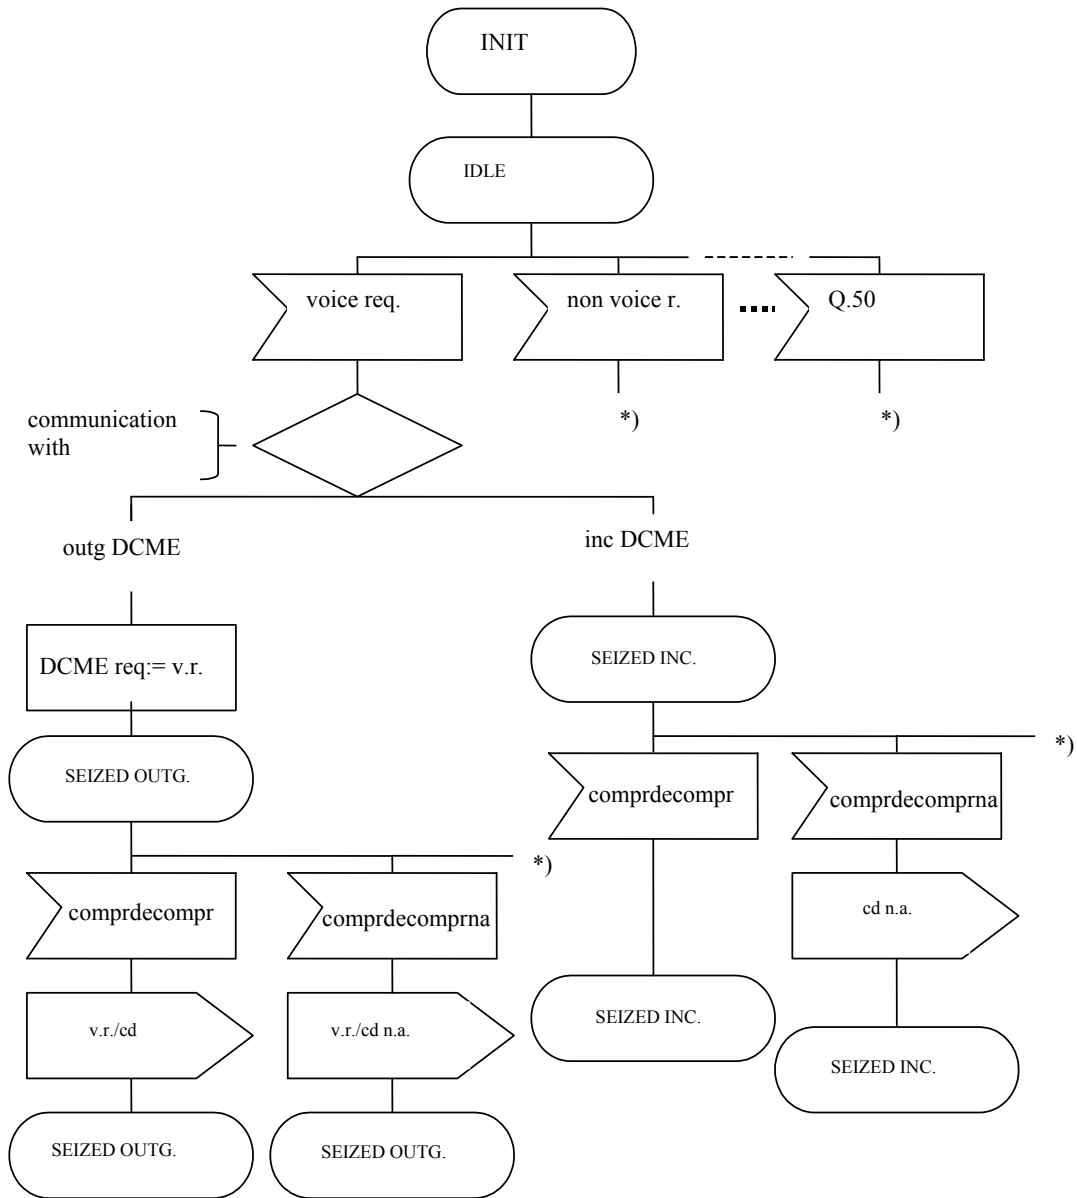 INIT
IDLE
voice req.
non voice r.
Q.50
*)
*)
communication
with
outg DCME
inc DCME
DCME req:= v.r.
SEIZED INC.
SEIZED OUTG.
*)
comprdecompr
comprdecomprna
*)
comprdecompr
comprdecomprna
cd n.a.
v.r./cd
v.r./cd n.a.
SEIZED INC.
SEIZED INC.
SEIZED OUTG.
SEIZED OUTG.